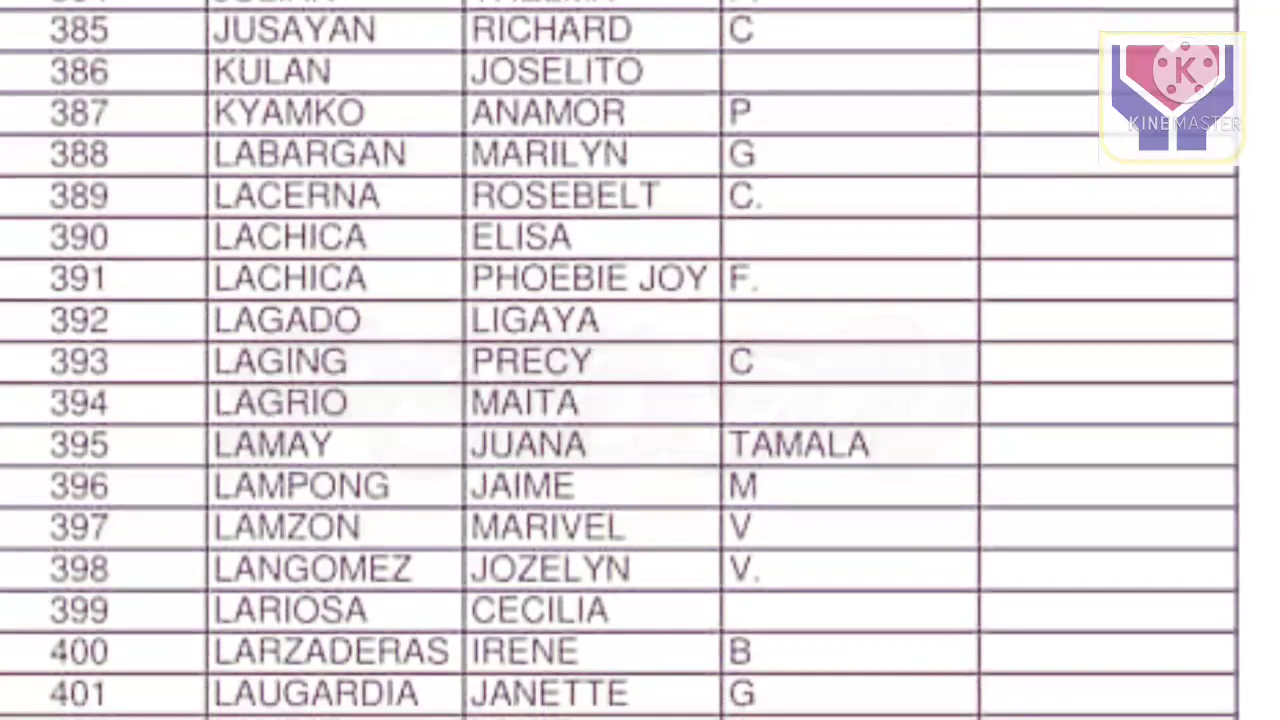 385 JUSAYAN RICHARD C
386 KULAN JOSELITO
387 KYAMKO ANAMOR P
388 LABARGAN MARILYN G
389 LACERNA ROSEBELT C.
390 LACHICA ELISA
391 LACHICA PHOEBIE JOY F.
392 LAGADO LIGAYA
393 LAGING PRECY C
394 LAGRIO MAITA
395 LAMAY JUANA TAMALA
396 LAMPONG JAIME M
397 LAMZON MARIVEL V
398 LANGOMEZ JOZELYN V.
399 LARIOSA CECILIA
400 LARZADERAS IRENE B
401 LAUGARDIA JANETTE G
K
KINEMASTER